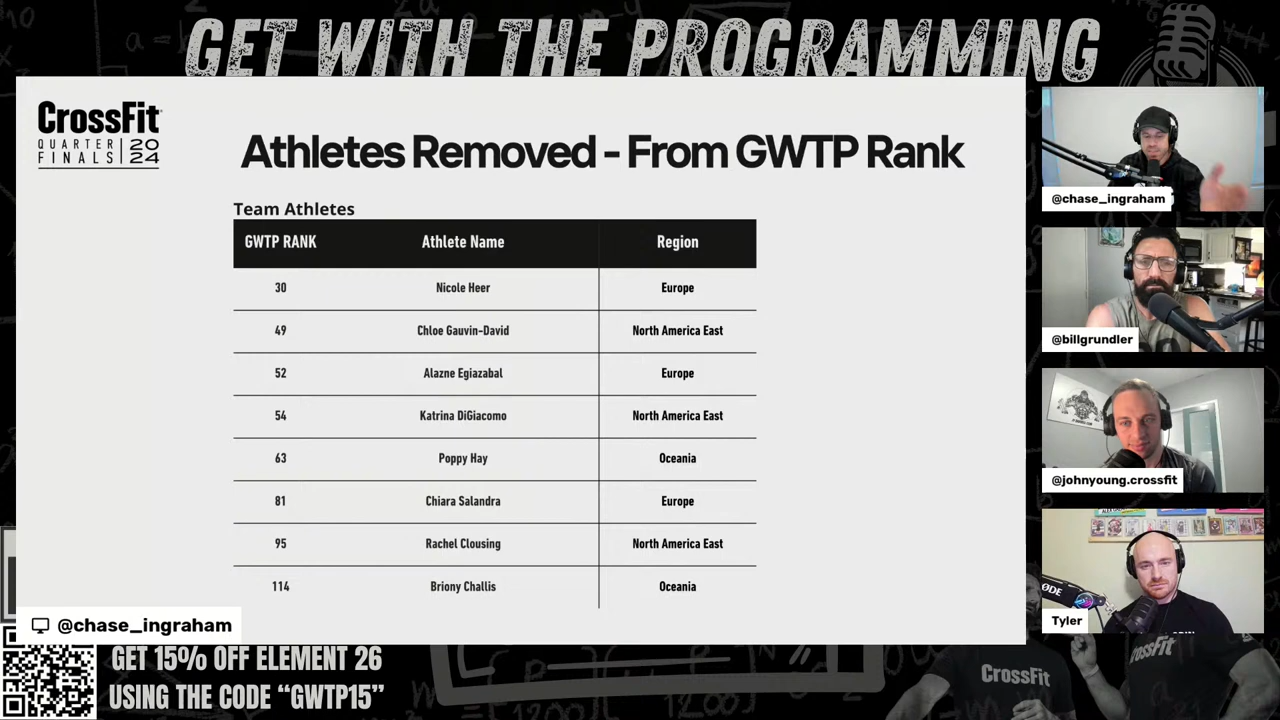 GET WITH THE PROGRAMMING
CrossFit
QUARTER
FINALS
20
24
Athletes Removed - From GWTP Rank
Team Athletes
GWTP RANK Athlete Name Region
30 Nicole Heer Europe
49 Chloe Gauvin-David North America East
52 Alazne Egiazabal Europe
54 Katrina DiGiacomo North America East
63 Poppy Hay Oceania
81 Chiara Salandra Europe
95 Rachel Clousing North America East
114 Briony Challis Oceania
@chase_ingraham
@billgrundler
@johnyoung.crossfit
Tyler
@chase_ingraham
GET 15% OFF ELEMENT 26
USING THE CODE “GWTP15”
CrossFit
CrossFit